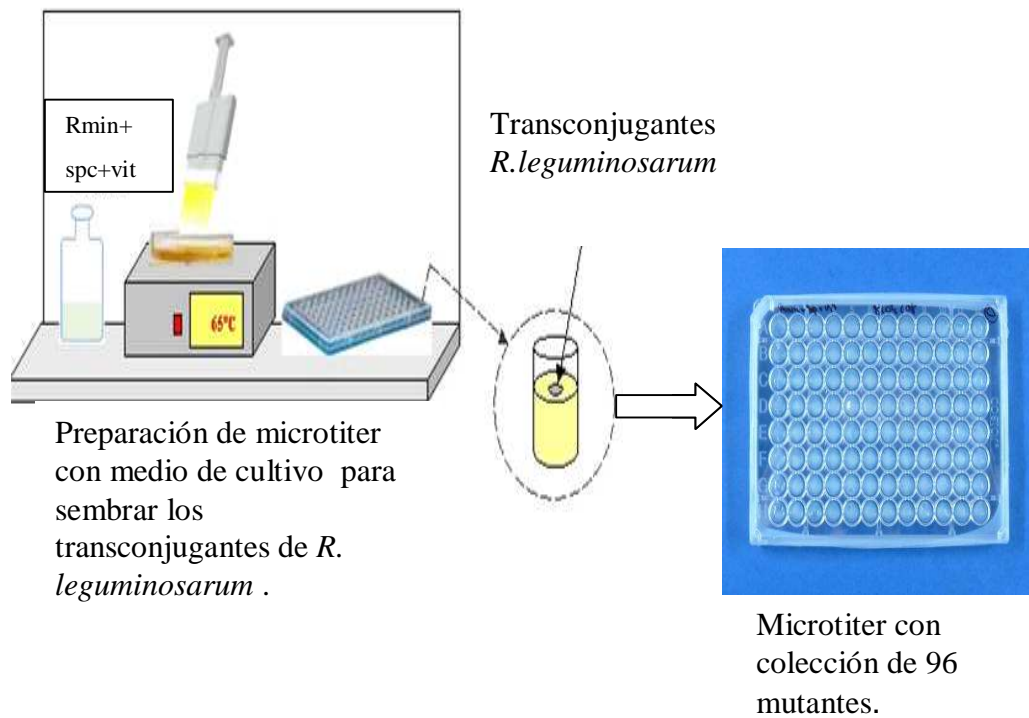 Rmin+
spc+vit
Transconjugantes
R.leguminosarum
65ºC
Preparación de microtiter
con medio de cultivo para
sembrar los
transconjugantes de R.
leguminosarum .
Microtiter con
colección de 96
mutantes.